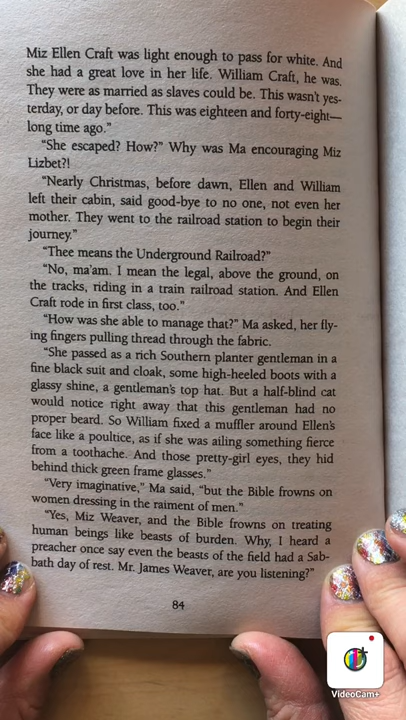 Miz Ellen Craft was light enough to pass for white. And
she had a great love in her life. William Craft, he was.
They were as married as slaves could be. This wasn't yes-
terday, or day before. This was eighteen and forty-eight—
long time ago."
"She escaped? How?" Why was Ma encouraging Miz
Lizbet?!
"Nearly Christmas, before dawn, Ellen and William
left their cabin, said good-bye to no one, not even her
mother. They went to the railroad station to begin their
journey."
"Thee means the Underground Railroad?"
"No, ma'am. I mean the legal, above the ground, on
the tracks, riding in a train railroad station. And Ellen
Craft rode in first class, too."
"How was she able to manage that?" Ma asked, her fly-
ing fingers pulling thread through the fabric.
"She passed as a rich Southern planter gentleman in a
fine black suit and cloak, some high-heeled boots with a
glassy shine, a gentleman's top hat. But a half-blind cat
would notice right away that this gentleman had no
proper beard. So William fixed a muffler around Ellen's
face like a poultice, as if she was ailing something fierce
from a toothache. And those pretty-girl eyes, they hid
behind thick green frame glasses."
"Very imaginative," Ma said, "but the Bible frowns on
women dressing in the raiment of men."
"Yes, Miz Weaver, and the Bible frowns on treating
human beings like beasts of burden. Why, I heard a
preacher once say even the beasts of the field had a Sab-
bath day of rest. Mr. James Weaver, are you listening?"
84
VideoCam+